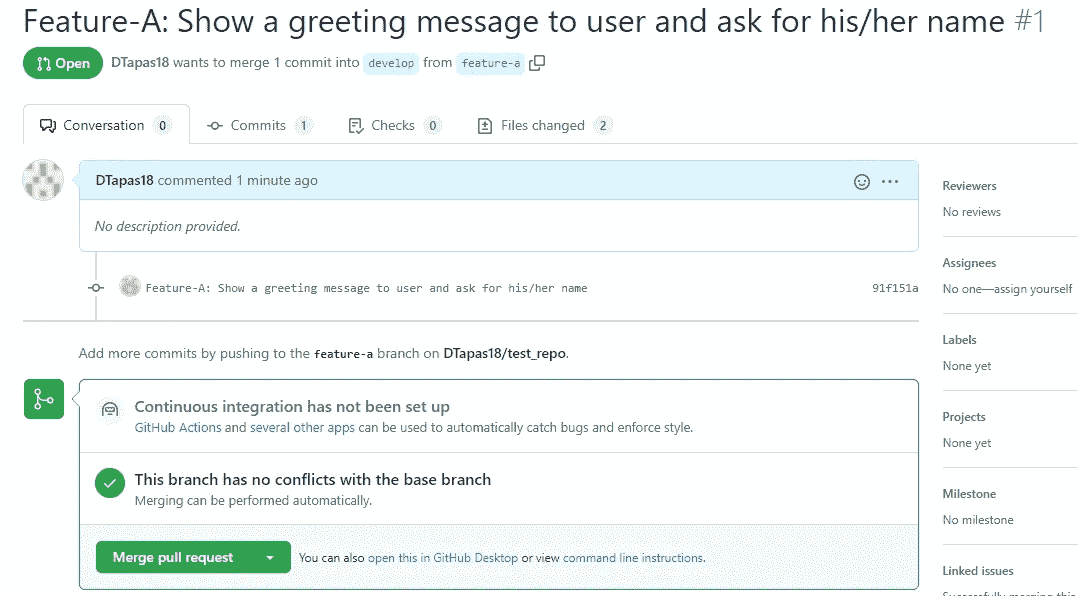 Feature-A: Show a greeting message to user and ask for his/her name #1
Open DTapas18 wants to merge 1 commit into develop from feature-a
Conversation 0 Commits 1 Checks 0 Files changed 2
DTapas18 commented 1 minute ago
No description provided.
Feature-A: Show a greeting message to user and ask for his/her name 91f151a
Add more commits by pushing to the feature-a branch on DTapas18/test_repo.
Continuous integration has not been set up
GitHub Actions and several other apps can be used to automatically catch bugs and enforce style.
This branch has no conflicts with the base branch
Merging can be performed automatically.
Merge pull request You can also open this in GitHub Desktop or view command line instructions.
Reviewers
No reviews
Assignees
No one—assign yourself
Labels
None yet
Projects
None yet
Milestone
No milestone
Linked issues
Successfully merging this